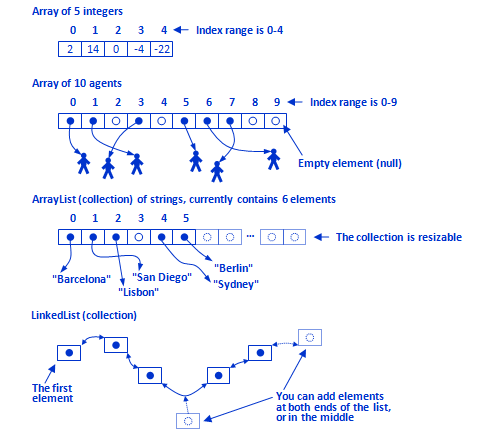 Array of 5 integers
0 1 2 3 4 Index range is 0-4
2 14 0 -4 -22
Array of 10 agents
0 1 2 3 4 5 6 7 8 9 Index range is 0-9
Empty element (null)
ArrayList (collection) of strings, currently contains 6 elements
0 1 2 3 4 5
... The collection is resizable
"Barcelona" "San Diego" "Berlin"
"Lisbon" "Sydney"
LinkedList (collection)
The first
element
You can add elements
at both ends of the list,
or in the middle